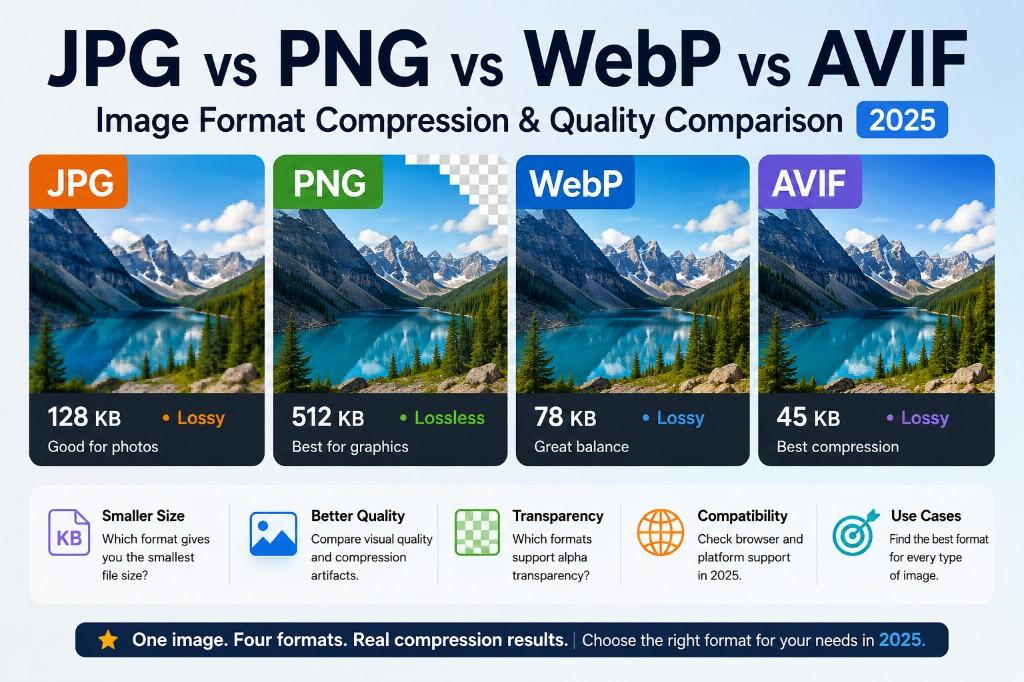 JPG vs PNG vs WebP vs AVIF
Image Format Compression & Quality Comparison 2025
JPG
PNG
WebP
AVIF
128 KB • Lossy
Good for photos
512 KB • Lossless
Best for graphics
78 KB • Lossy
Great balance
45 KB • Lossy
Best compression
KB
Smaller Size
Which format gives
you the smallest
file size?
Better Quality
Compare visual quality
and compression
artifacts.
Transparency
Which formats
support alpha
transparency?
Compatibility
Check browser and
platform support
in 2025.
Use Cases
Find the best format
for every type
of image.
One image. Four formats. Real compression results. | Choose the right format for your needs in 2025.